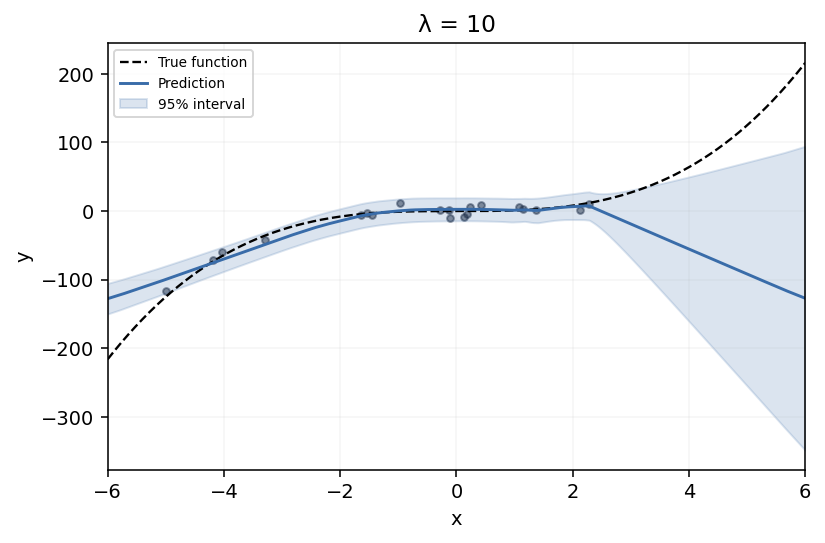 λ = 10
True function
Prediction
95% interval
200
100
0
−100
−200
−300
y
−6
−4
−2
0
2
4
6
x